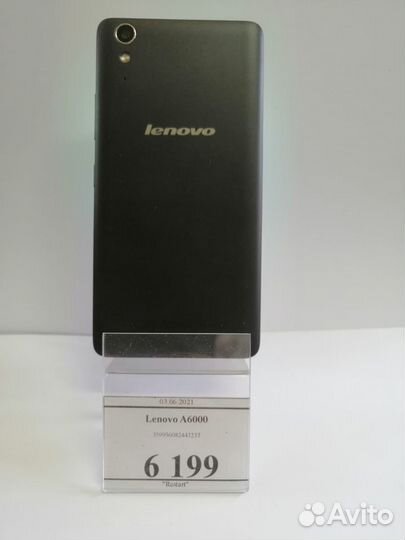 lenovo
03.06.2021
Lenovo A6000
6 199
"Restart"
Avito